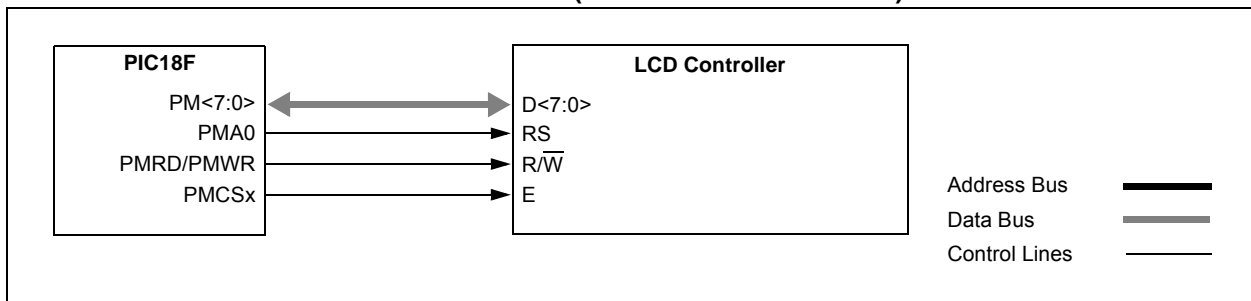 PIC18F
LCD Controller
PM<7:0>
D<7:0>
PMA0
RS
PMRD/PMWR
R/W̅
PMCSx
E
Address Bus
Data Bus
Control Lines